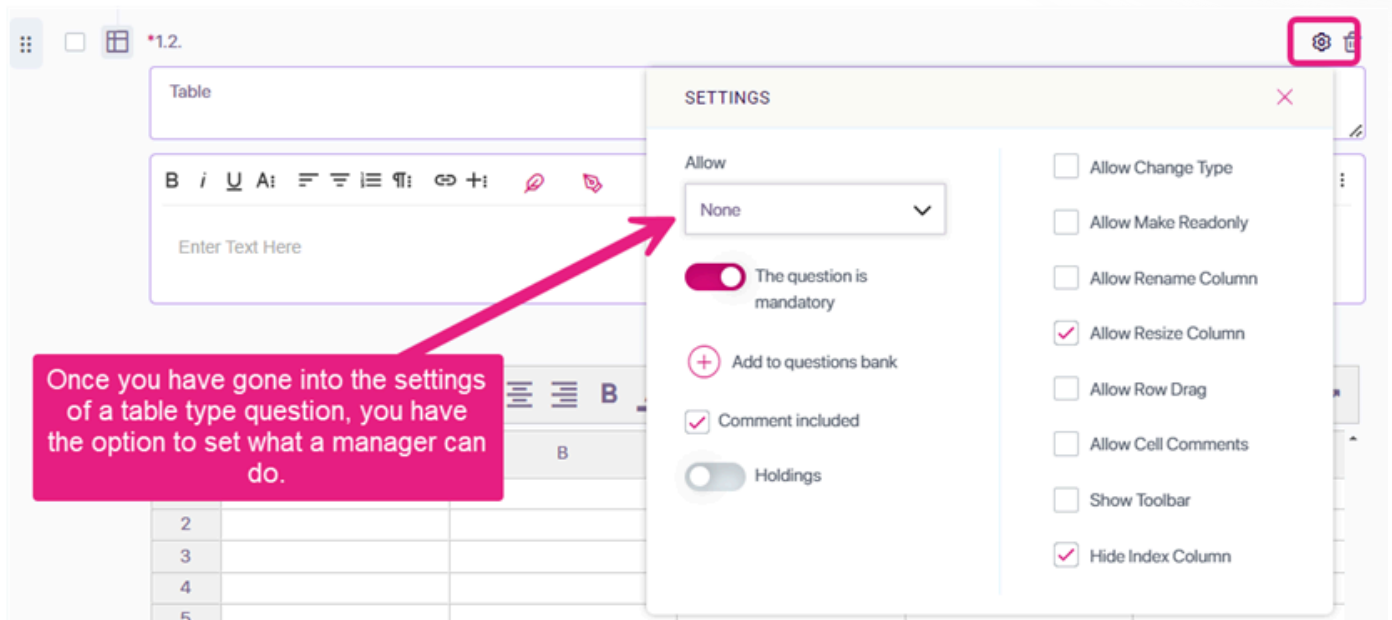 *1.2.
Table
B i U A
Enter Text Here
Once you have gone into the settings
of a table type question, you have
the option to set what a manager can
do.
B
B
2
3
4
5
SETTINGS
Allow
None
The question is
mandatory
Add to questions bank
Comment included
Holdings
Allow Change Type
Allow Make Readonly
Allow Rename Column
Allow Resize Column
Allow Row Drag
Allow Cell Comments
Show Toolbar
Hide Index Column